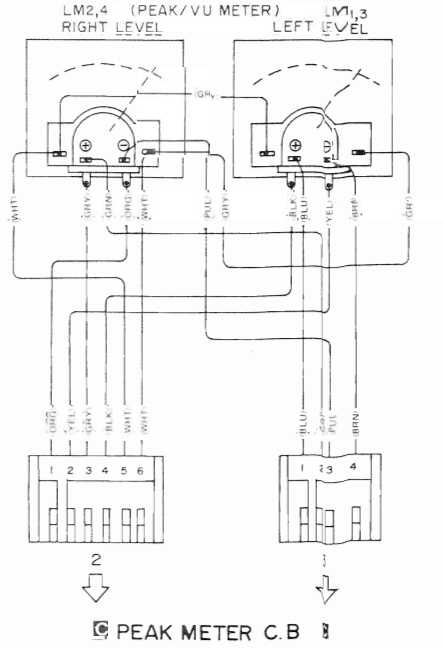 LM2,4 (PEAK/VU METER) LM1,3
RIGHT LEVEL LEFT LEVEL
GRY
WHT GRY GRN ORG WHT PUL GRY BLK BLU YEL BRN GRY
ORG YEL GRY BLK WHT WHT BLU PUL BRN
1 2 3 4 5 6 1 2 3 4
2
C PEAK METER C.B